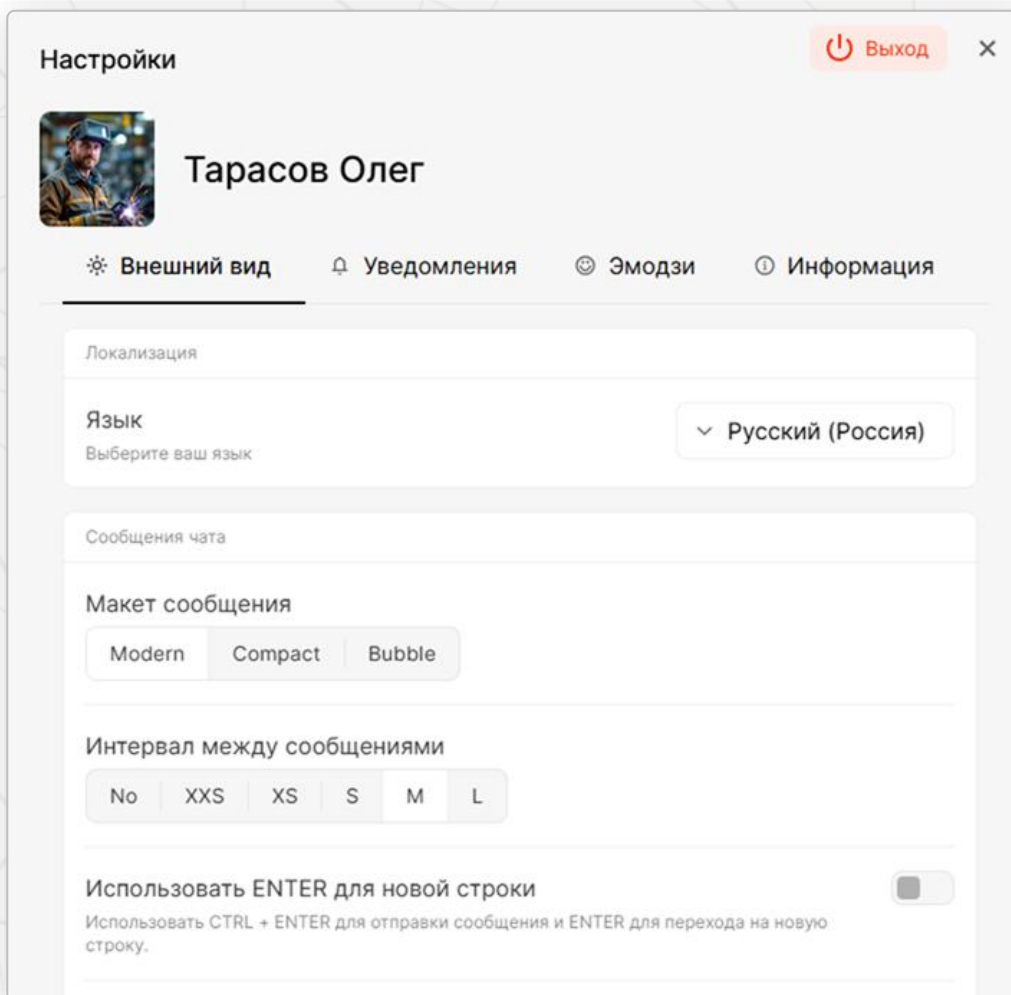 Настройки
Выход
Тарасов Олег
Внешний вид
Уведомления
Эмодзи
Информация
Локализация
Язык
Русский (Россия)
Выберите ваш язык
Сообщения чата
Макет сообщения
Modern Compact Bubble
Интервал между сообщениями
No XXS XS S M L
Использовать ENTER для новой строки
Использовать CTRL + ENTER для отправки сообщения и ENTER для перехода на новую
строку.